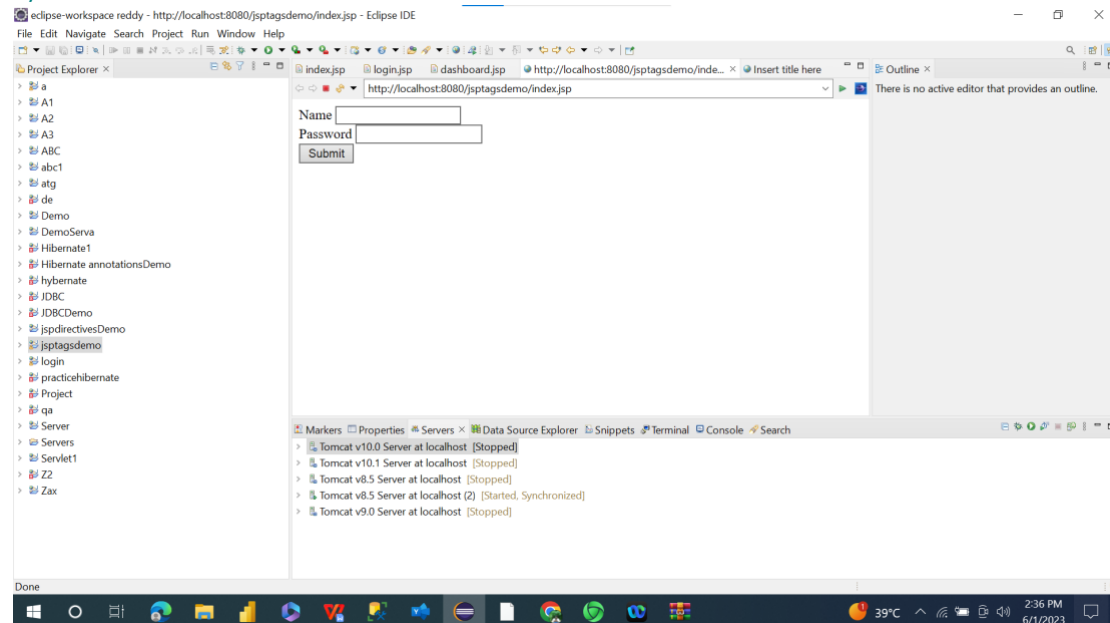 eclipse-workspace reddy - http://localhost:8080/jsptagsdemo/index.jsp - Eclipse IDE
File Edit Navigate Search Project Run Window Help
Project Explorer
a
A1
A2
A3
ABC
abc1
atg
de
Demo
DemoServa
Hibernate1
Hibernate annotationsDemo
hybernate
JDBC
JDBCDemo
jspdirectivesDemo
jsptagsdemo
login
practicehibernate
Project
qa
Server
Servers
Servlet1
Z2
Zax
index.jsp login.jsp dashboard.jsp http://localhost:8080/jsptagsdemo/inde... Insert title here
http://localhost:8080/jsptagsdemo/index.jsp
Name
Password
Submit
Outline
There is no active editor that provides an outline.
Markers Properties Servers Data Source Explorer Snippets Terminal Console Search
Tomcat v10.0 Server at localhost [Stopped]
Tomcat v10.1 Server at localhost [Stopped]
Tomcat v8.5 Server at localhost [Stopped]
Tomcat v8.5 Server at localhost (2) [Started, Synchronized]
Tomcat v9.0 Server at localhost [Stopped]
Done
39°C
2:36 PM
6/1/2023